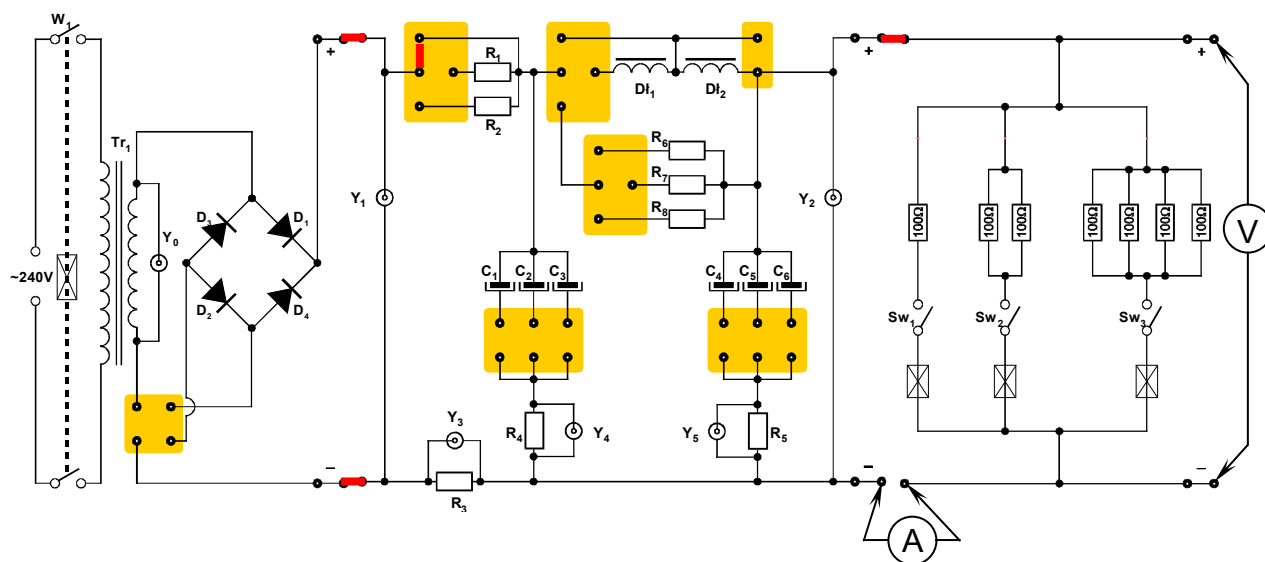 W1
~240V
Tr1
Y0
D3
D1
D2
D4
+
–
Y1
R1
R2
Y3
R3
Dł1
Dł2
R6
R7
R8
C1
C2
C3
R4
Y4
C4
C5
C6
Y5
R5
Y2
+
–
A
100Ω
100Ω
100Ω
100Ω
100Ω
100Ω
100Ω
Sw1
Sw2
Sw3
+
–
V